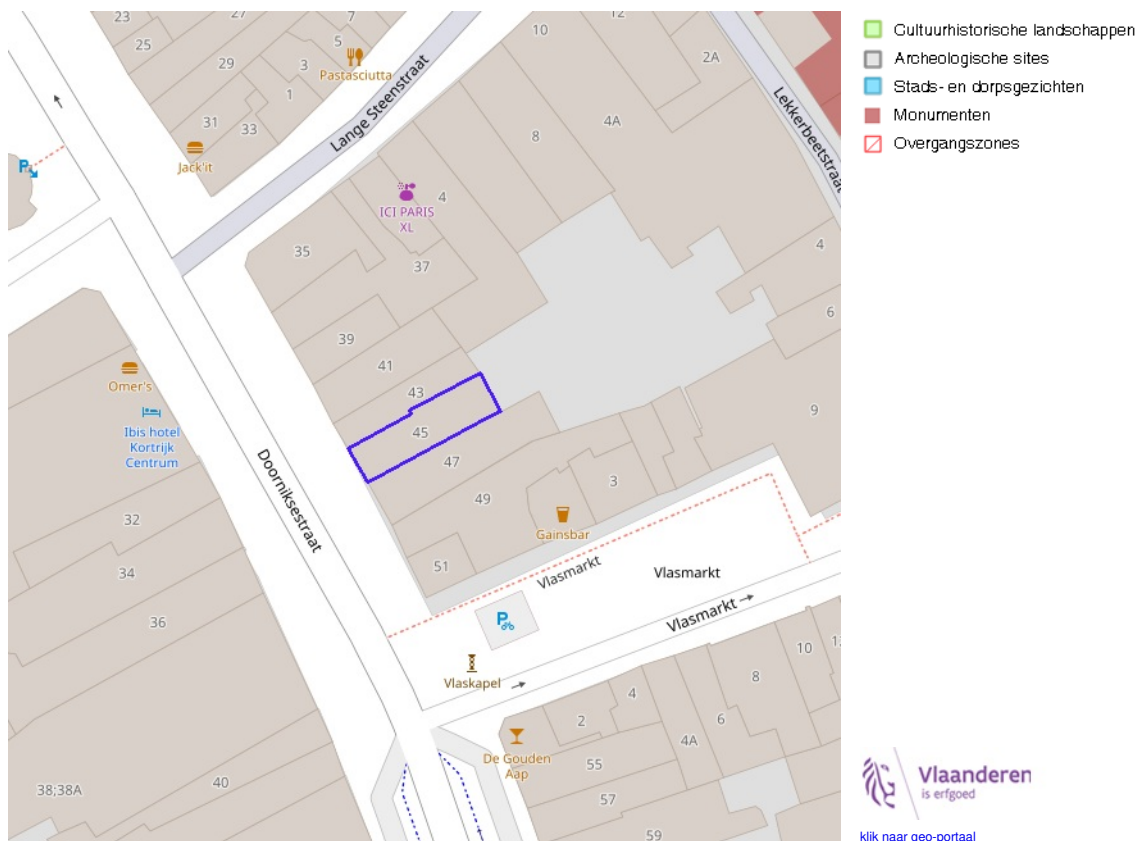 23
25
7
5
29
3
1
31
33
Pastasciutta
Jack'it
Lange Steenstraat
12
10
2A
8
4A
Lekkerbeetstraat
ICI PARIS
XL
4
35
37
4
6
39
41
43
45
47
49
51
3
9
Omer's
Ibis hotel
Kortrijk
Centrum
Doorniksestraat
32
34
36
38;38A
40
Gainsbar
Vlasmarkt
Vlasmarkt
Vlasmarkt
P
P
Vlaskapel
De Gouden
Aap
2
4
4A
6
8
10
55
57
59
Cultuurhistorische landschappen
Archeologische sites
Stads- en dorpsgezichten
Monumenten
Overgangszones
Vlaanderen
is erfgoed
klik naar geo-portaal